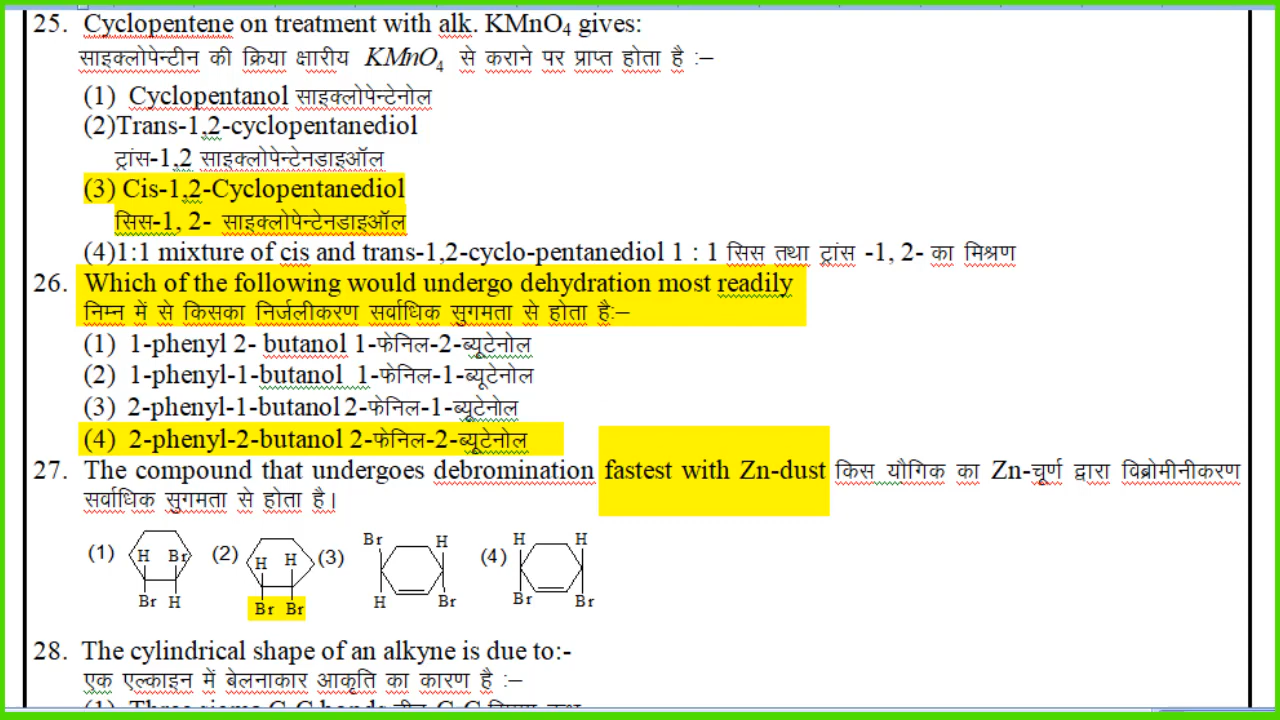 25. Cyclopentene on treatment with alk. KMnO4 gives:
साइक्लोपेन्टीन की क्रिया क्षारीय KMnO4 से कराने पर प्राप्त होता है :–
(1) Cyclopentanol साइक्लोपेन्टेनोल
(2)Trans-1,2-cyclopentanediol
ट्रांस-1,2 साइक्लोपेन्टेनडाइऑल
(3) Cis-1,2-Cyclopentanediol
सिस-1, 2- साइक्लोपेन्टेनडाइऑल
(4)1:1 mixture of cis and trans-1,2-cyclo-pentanediol 1 : 1 सिस तथा ट्रांस -1, 2- का मिश्रण
26. Which of the following would undergo dehydration most readily
निम्न में से किसका निर्जलीकरण सर्वाधिक सुगमता से होता है:–
(1) 1-phenyl 2- butanol 1-फेनिल-2-ब्यूटेनोल
(2) 1-phenyl-1-butanol 1-फेनिल-1-ब्यूटेनोल
(3) 2-phenyl-1-butanol 2-फेनिल-1-ब्यूटेनोल
(4) 2-phenyl-2-butanol 2-फेनिल-2-ब्यूटेनोल
27. The compound that undergoes debromination fastest with Zn-dust किस यौगिक का Zn-चूर्ण द्वारा विब्रोमीनीकरण
सर्वाधिक सुगमता से होता है।
(1) H Br Br H (2) H H Br Br (3) Br H H Br (4) H H Br Br
28. The cylindrical shape of an alkyne is due to:-
एक एल्काइन में बेलनाकार आकृति का कारण है :–